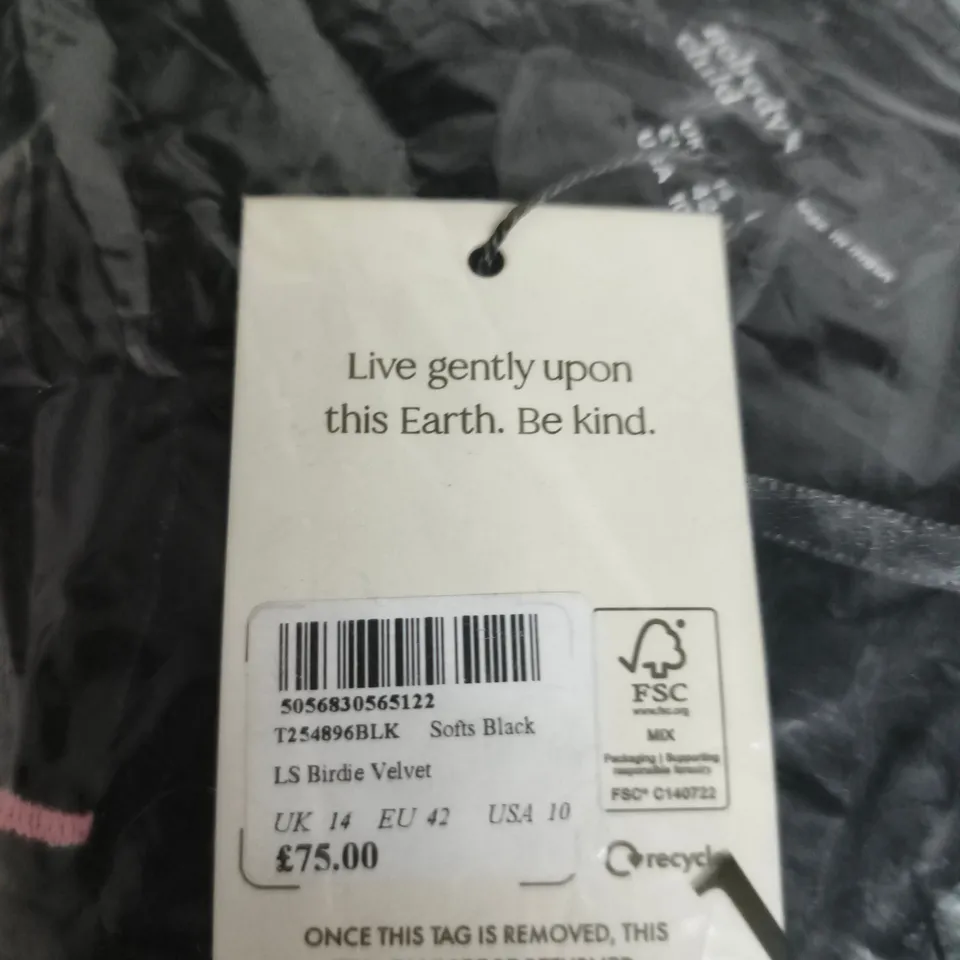 nobody's
child
Live gently upon
this Earth. Be kind.
5056830565122
T254896BLK Softs Black
LS Birdie Velvet
UK 14 EU 42 USA 10
£75.00
FSC
www.fsc.org
MIX
Packaging | Supporting
responsible forestry
FSC® C140722
recycle
ONCE THIS TAG IS REMOVED, THIS